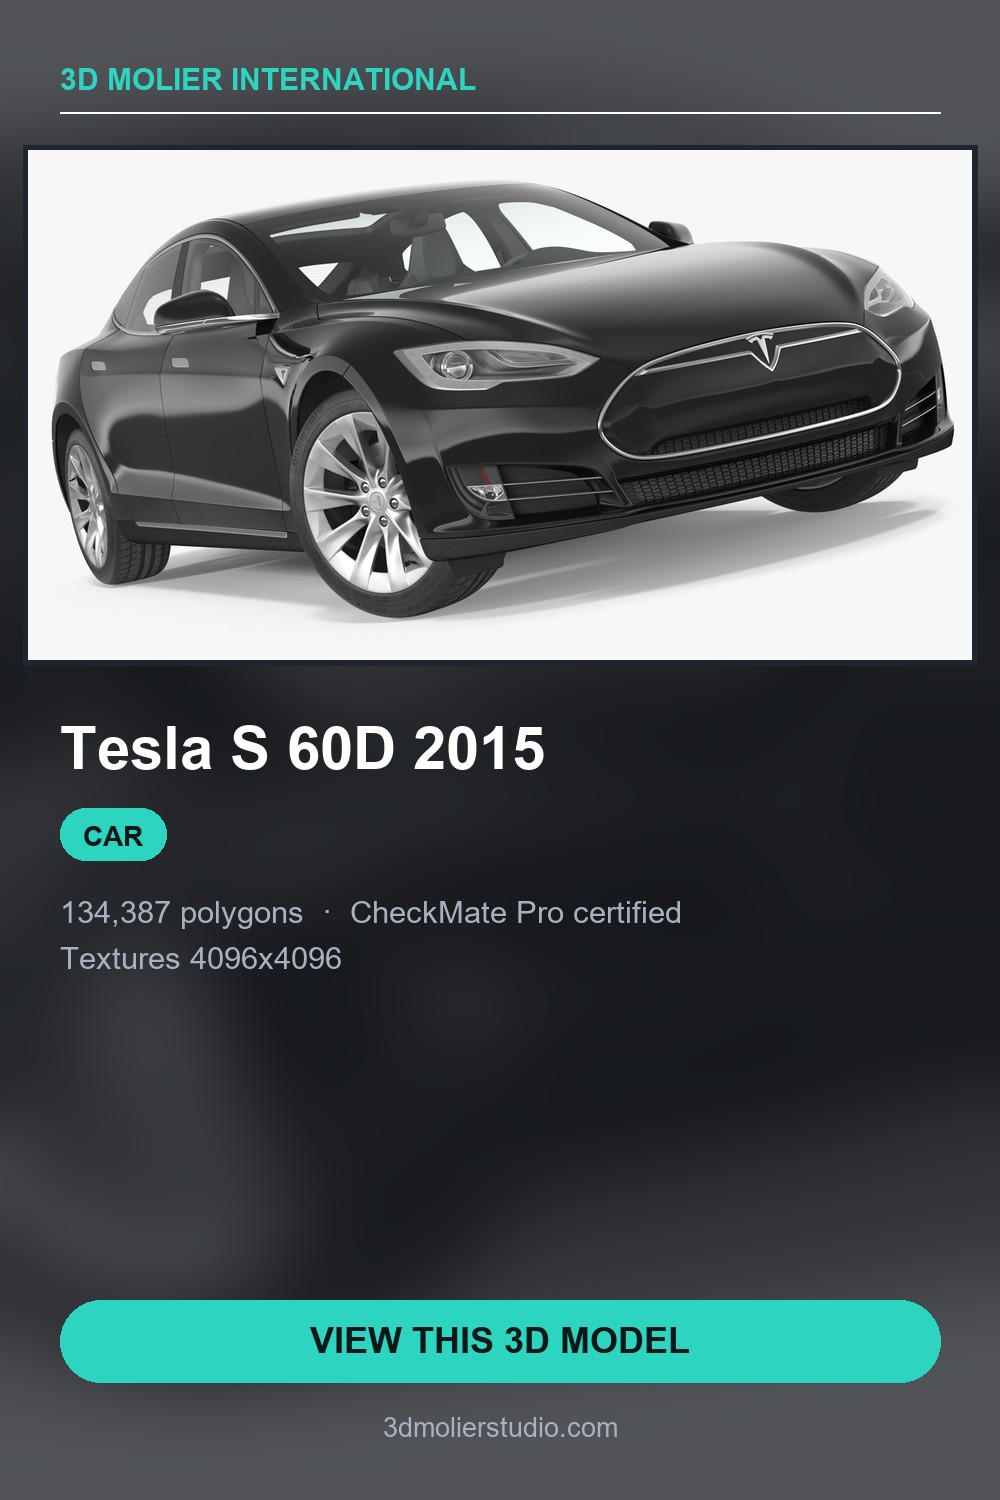 3D MOLIER INTERNATIONAL
Tesla S 60D 2015
CAR
134,387 polygons · CheckMate Pro certified
Textures 4096x4096
VIEW THIS 3D MODEL
3dmolierstudio.com